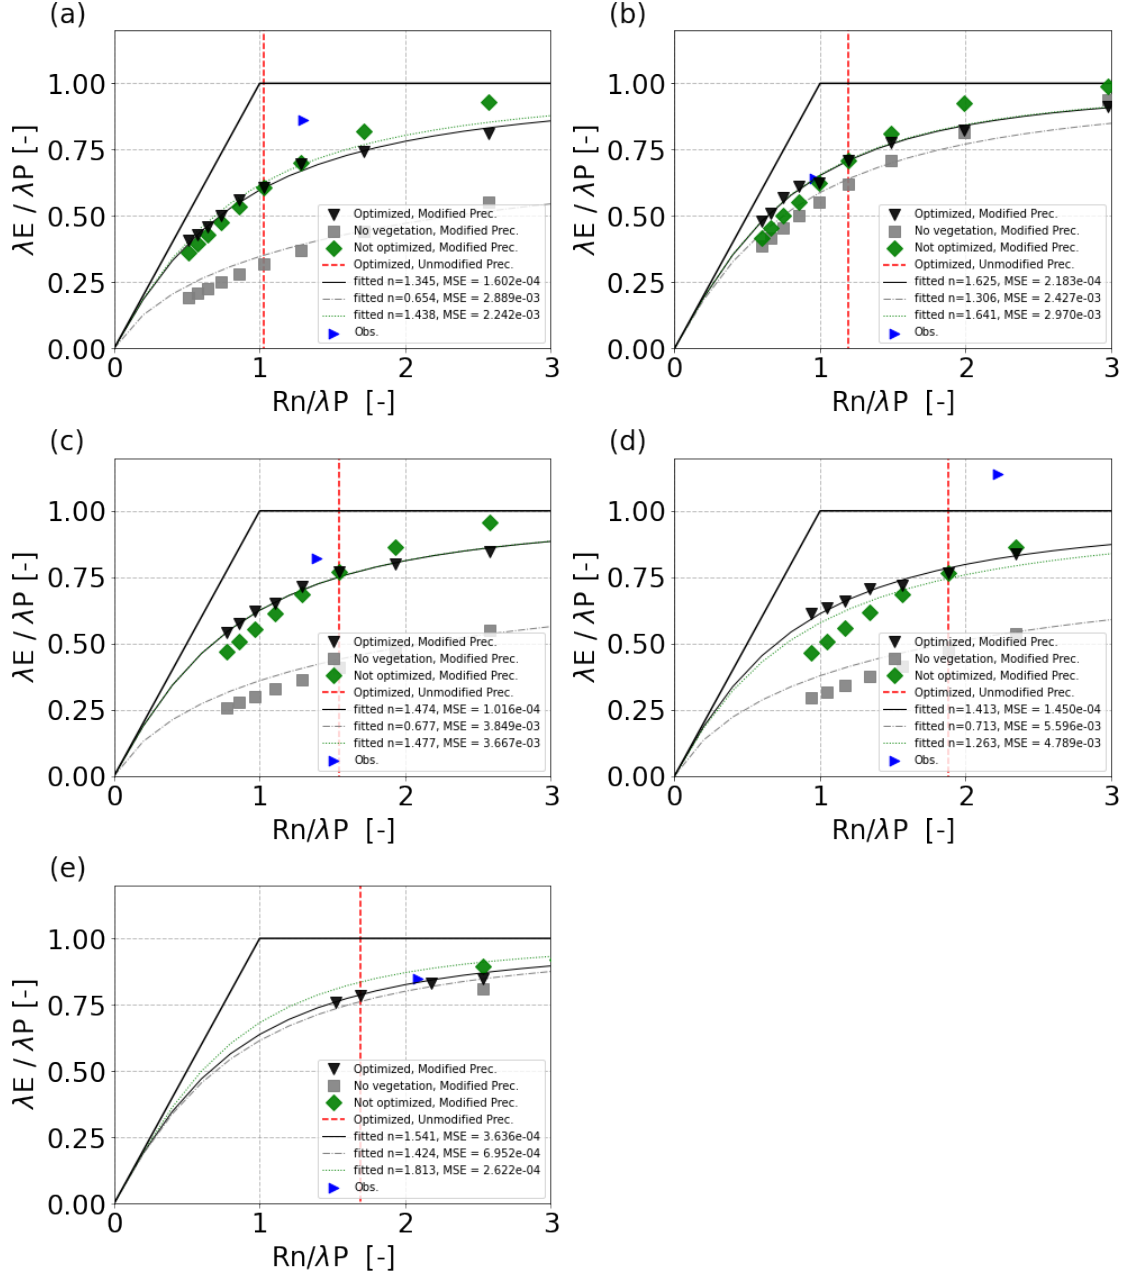 (a)
λE / λP [-]
1.00
0.75
0.50
0.25
0.00
Optimized, Modified Prec.
No vegetation, Modified Prec.
Not optimized, Modified Prec.
Optimized, Unmodified Prec.
fitted n=1.345, MSE = 1.602e-04
fitted n=0.654, MSE = 2.889e-03
fitted n=1.438, MSE = 2.242e-03
Obs.
0 1 2 3
Rn/λP [-]
(b)
λE / λP [-]
1.00
0.75
0.50
0.25
0.00
Optimized, Modified Prec.
No vegetation, Modified Prec.
Not optimized, Modified Prec.
Optimized, Unmodified Prec.
fitted n=1.625, MSE = 2.183e-04
fitted n=1.306, MSE = 2.427e-03
fitted n=1.641, MSE = 2.970e-03
Obs.
0 1 2 3
Rn/λP [-]
(c)
λE / λP [-]
1.00
0.75
0.50
0.25
0.00
Optimized, Modified Prec.
No vegetation, Modified Prec.
Not optimized, Modified Prec.
Optimized, Unmodified Prec.
fitted n=1.474, MSE = 1.016e-04
fitted n=0.677, MSE = 3.849e-03
fitted n=1.477, MSE = 3.667e-03
Obs.
0 1 2 3
Rn/λP [-]
(d)
λE / λP [-]
1.00
0.75
0.50
0.25
0.00
Optimized, Modified Prec.
No vegetation, Modified Prec.
Not optimized, Modified Prec.
Optimized, Unmodified Prec.
fitted n=1.413, MSE = 1.450e-04
fitted n=0.713, MSE = 5.596e-03
fitted n=1.263, MSE = 4.789e-03
Obs.
0 1 2 3
Rn/λP [-]
(e)
λE / λP [-]
1.00
0.75
0.50
0.25
0.00
Optimized, Modified Prec.
No vegetation, Modified Prec.
Not optimized, Modified Prec.
Optimized, Unmodified Prec.
fitted n=1.541, MSE = 3.636e-04
fitted n=1.424, MSE = 6.952e-04
fitted n=1.813, MSE = 2.622e-04
Obs.
0 1 2 3
Rn/λP [-]